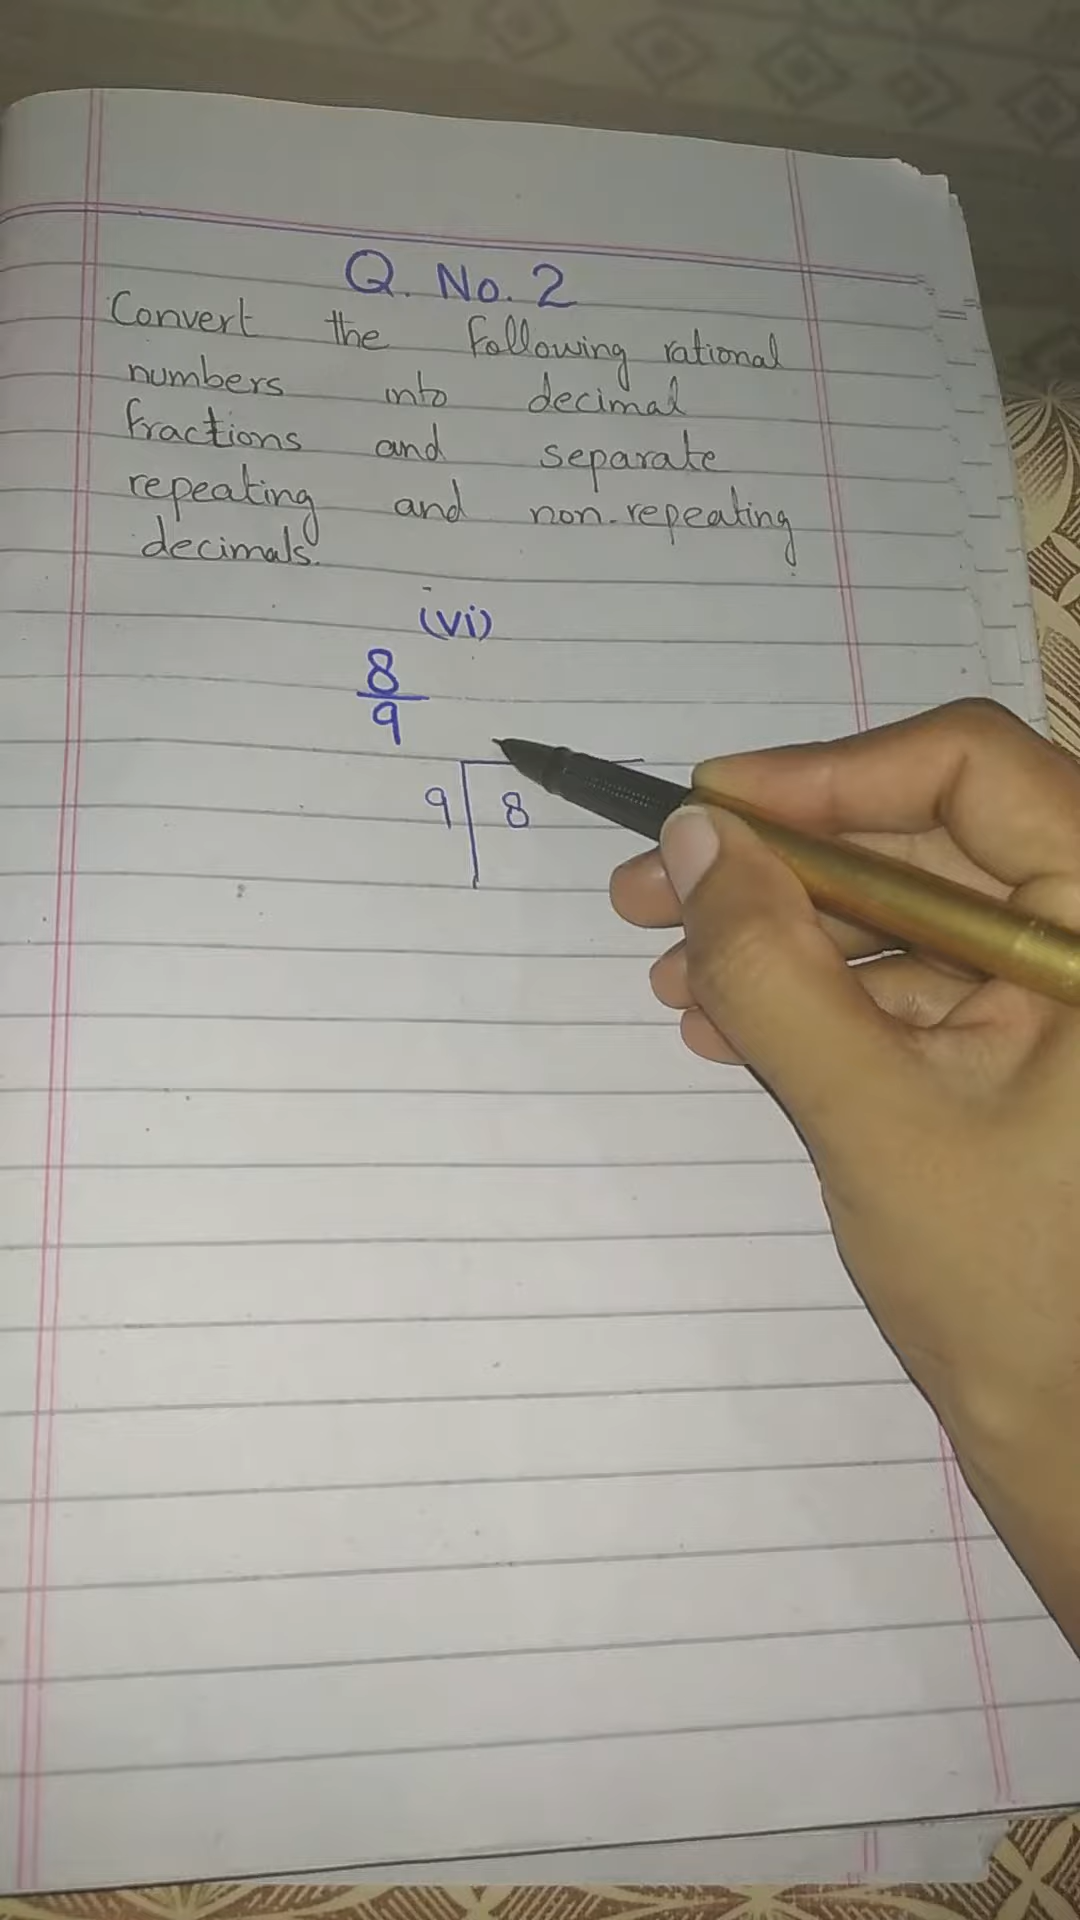 Q. No. 2
Convert the following rational
numbers into decimal
fractions and separate
repeating and non-repeating
decimals.
(vi)
8
9
9 8